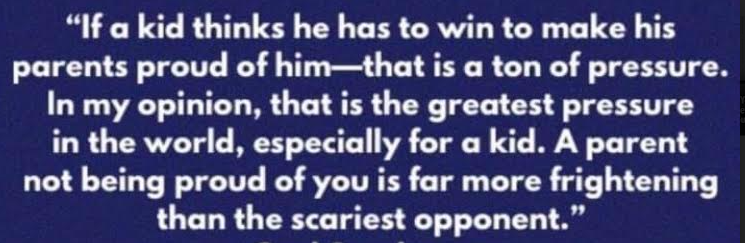 “If a kid thinks he has to win to make his
parents proud of him—that is a ton of pressure.
In my opinion, that is the greatest pressure
in the world, especially for a kid. A parent
not being proud of you is far more frightening
than the scariest opponent.”